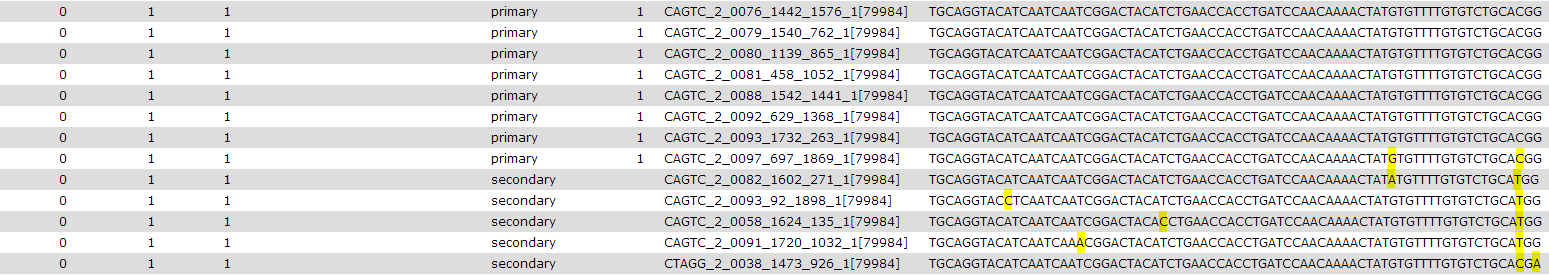 0 1 1 primary 1 CAGTC_2_0076_1442_1576_1[79984] TGCAGGTACATCAATCAATCGGACTACATCTGAACCACCTGATCCAACAAAACTATGTGTTTTGTGTCTGCACGG
0 1 1 primary 1 CAGTC_2_0079_1540_762_1[79984] TGCAGGTACATCAATCAATCGGACTACATCTGAACCACCTGATCCAACAAAACTATGTGTTTTGTGTCTGCACGG
0 1 1 primary 1 CAGTC_2_0080_1139_865_1[79984] TGCAGGTACATCAATCAATCGGACTACATCTGAACCACCTGATCCAACAAAACTATGTGTTTTGTGTCTGCACGG
0 1 1 primary 1 CAGTC_2_0081_458_1052_1[79984] TGCAGGTACATCAATCAATCGGACTACATCTGAACCACCTGATCCAACAAAACTATGTGTTTTGTGTCTGCACGG
0 1 1 primary 1 CAGTC_2_0088_1542_1441_1[79984] TGCAGGTACATCAATCAATCGGACTACATCTGAACCACCTGATCCAACAAAACTATGTGTTTTGTGTCTGCACGG
0 1 1 primary 1 CAGTC_2_0092_629_1368_1[79984] TGCAGGTACATCAATCAATCGGACTACATCTGAACCACCTGATCCAACAAAACTATGTGTTTTGTGTCTGCACGG
0 1 1 primary 1 CAGTC_2_0093_1732_263_1[79984] TGCAGGTACATCAATCAATCGGACTACATCTGAACCACCTGATCCAACAAAACTATGTGTTTTGTGTCTGCACGG
0 1 1 primary 1 CAGTC_2_0097_697_1869_1[79984] TGCAGGTACATCAATCAATCGGACTACATCTGAACCACCTGATCCAACAAAACTATGTGTTTTGTGTCTGCACGG
0 1 1 secondary CAGTC_2_0082_1602_271_1[79984] TGCAGGTACATCAATCAATCGGACTACATCTGAACCACCTGATCCAACAAAACTATATGTTTTGTGTCTGCATGG
0 1 1 secondary CAGTC_2_0093_92_1898_1[79984] TGCAGGTACCTCAATCAATCGGACTACATCTGAACCACCTGATCCAACAAAACTATGTGTTTTGTGTCTGCATGG
0 1 1 secondary CAGTC_2_0058_1624_135_1[79984] TGCAGGTACATCAATCAATCGGACTACACCTGAACCACCTGATCCAACAAAACTATGTGTTTTGTGTCTGCATGG
0 1 1 secondary CAGTC_2_0091_1720_1032_1[79984] TGCAGGTACATCAATCAAACGGACTACATCTGAACCACCTGATCCAACAAAACTATGTGTTTTGTGTCTGCATGG
0 1 1 secondary CTAGG_2_0038_1473_926_1[79984] TGCAGGTACATCAATCAATCGGACTACATCTGAACCACCTGATCCAACAAAACTATGTGTTTTGTGTCTGCACGA